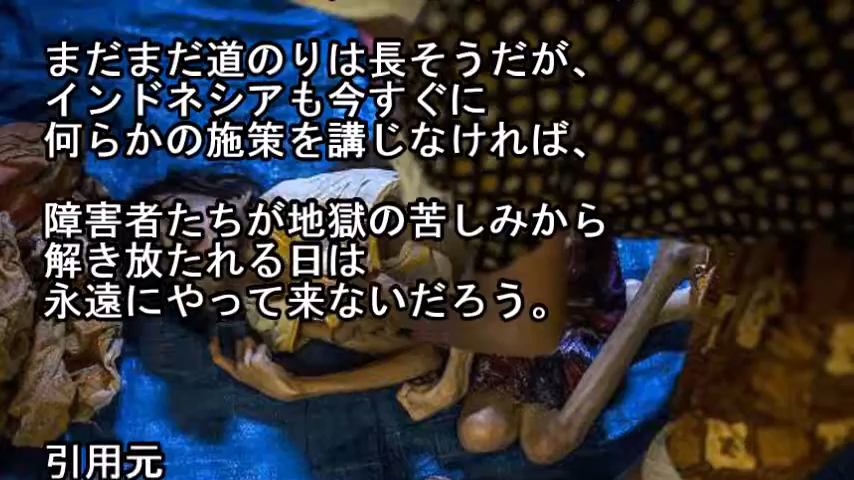 まだまだ道のりは長そうだが、
インドネシアも今すぐに
何らかの施策を講じなければ、
障害者たちが地獄の苦しみから
解き放たれる日は
永遠にやって来ないだろう。
引用元